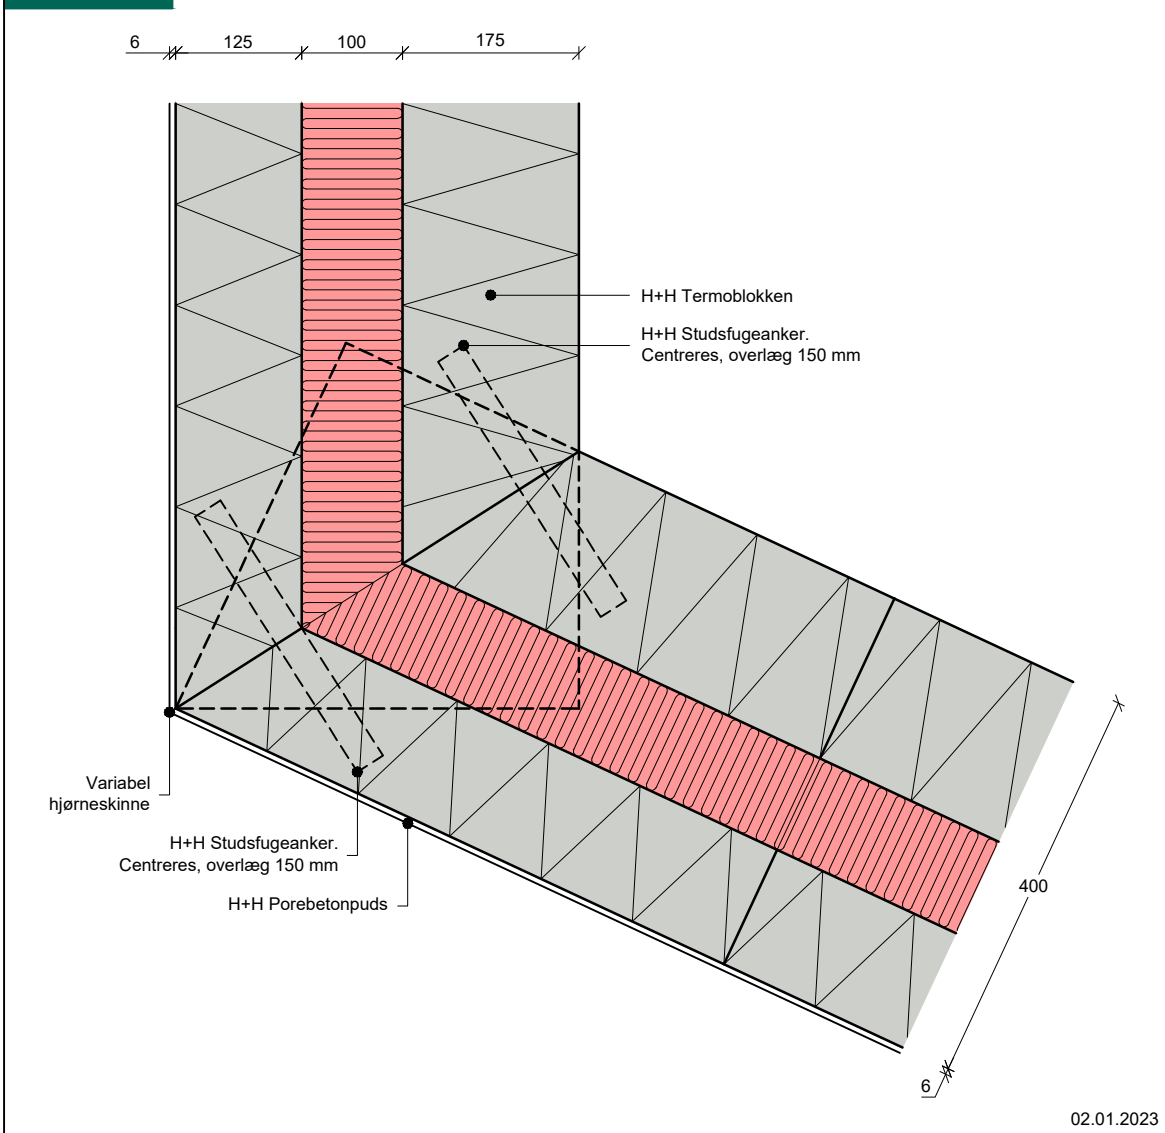 6
125
100
175
H+H Termoblokken
H+H Studsfugeanker.
Centreres, overlæg 150 mm
Variabel
hjørneskinne
H+H Studsfugeanker.
Centreres, overlæg 150 mm
H+H Porebetonpuds
400
6
02.01.2023